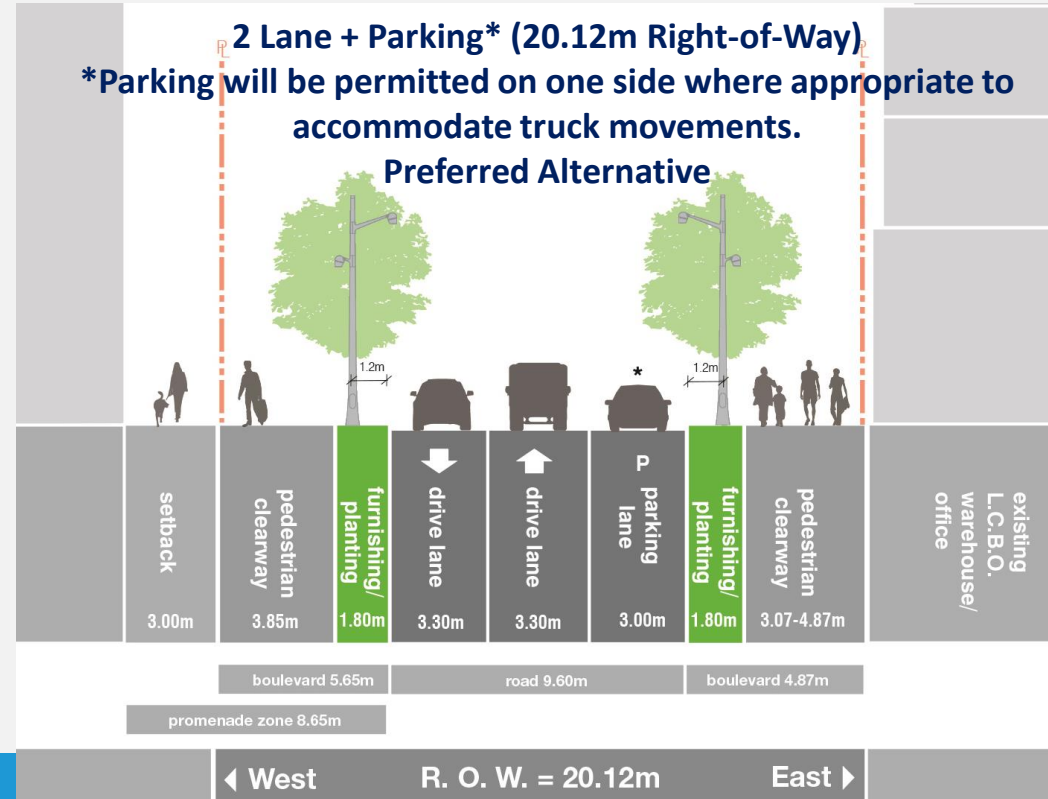 2 Lane + Parking* (20.12m Right-of-Way)
*Parking will be permitted on one side where appropriate to
accommodate truck movements.
Preferred Alternative
PL
PL
1.2m
1.2m
*
setback
3.00m
pedestrian
clearway
3.85m
furnishing/
planting
1.80m
drive lane
3.30m
drive lane
3.30m
P
parking
lane
3.00m
furnishing/
planting
1.80m
pedestrian
clearway
3.07-4.87m
existing
L.C.B.O.
warehouse/
office
boulevard 5.65m
road 9.60m
boulevard 4.87m
promenade zone 8.65m
West
R. O. W. = 20.12m
East